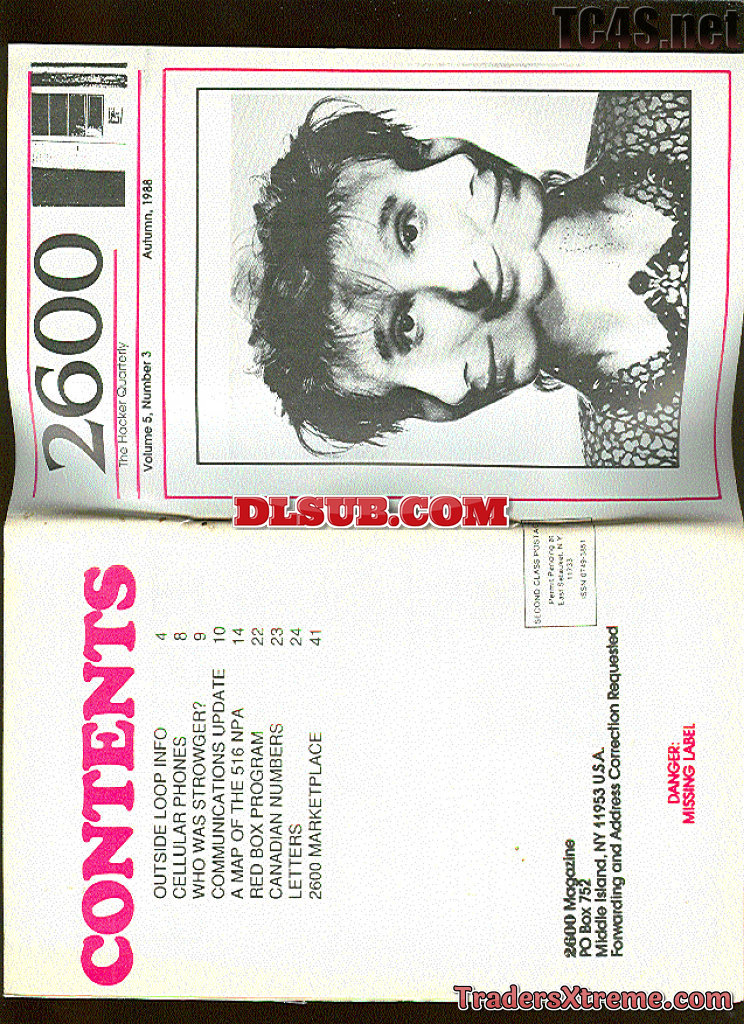 TC4S.net
2600
The Hacker Quarterly
Volume 5, Number 3
Autumn, 1988
DLSUB.COM
CONTENTS
OUTSIDE LOOP INFO 4
CELLULAR PHONES 8
WHO WAS STROWGER? 9
COMMUNICATIONS UPDATE 10
A MAP OF THE 516 NPA 14
RED BOX PROGRAM 22
CANADIAN NUMBERS 23
LETTERS 24
2600 MARKETPLACE 41
SECOND CLASS POSTAGE
Permit Pending at
East Setauket, N.Y.
11733
ISSN 0749-3851
2600 Magazine
PO Box 752
Middle Island, NY 11953 U.S.A.
Forwarding and Address Correction Requested
DANGER:
MISSING LABEL
TradersXtreme.com